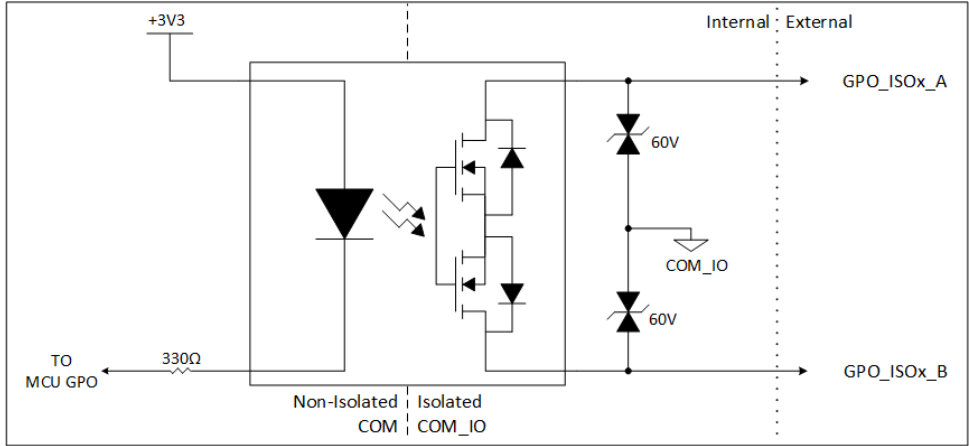 +3V3
Internal External
GPO_ISOx_A
60V
COM_IO
60V
TO
MCU GPO
330Ω
GPO_ISOx_B
Non-Isolated Isolated
COM COM_IO